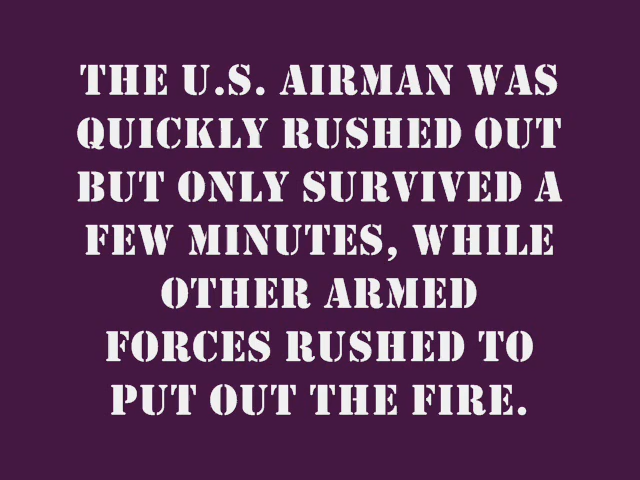 THE U.S. AIRMAN WAS
QUICKLY RUSHED OUT
BUT ONLY SURVIVED A
FEW MINUTES, WHILE
OTHER ARMED
FORCES RUSHED TO
PUT OUT THE FIRE.